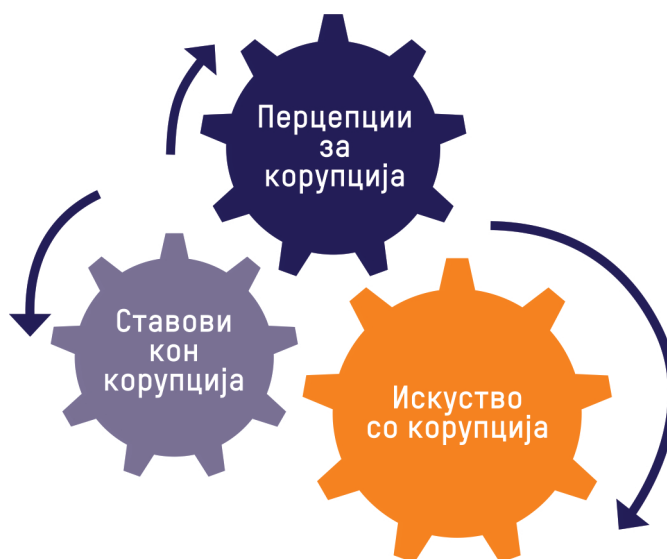 Перцепции
за
корупција
Ставови
кон
корупција
Искуство
со корупција